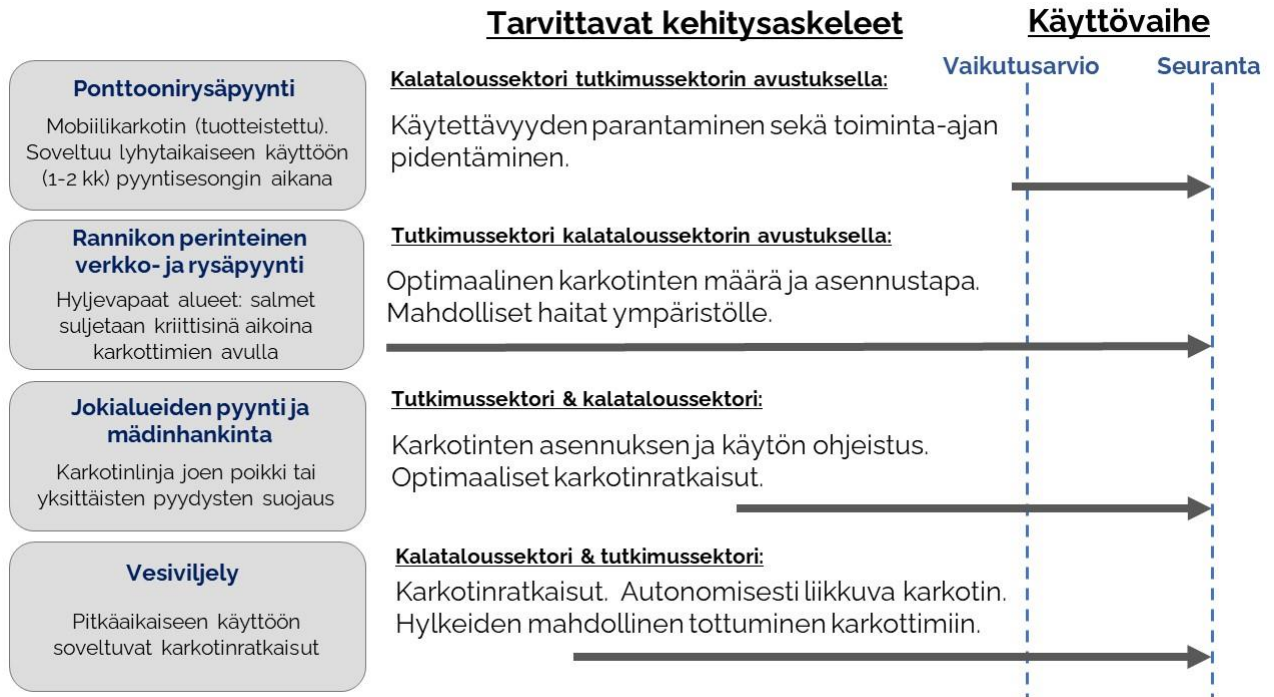 Tarvittavat kehitysaskeleet
Käyttövaihe
Vaikutusarvio
Seuranta
Ponttoonirysäpyynti
Mobiilikarkotin (tuotteistettu).
Soveltuu lyhytaikaiseen käyttöön
(1-2 kk) pyyntisesongin aikana
Kalataloussektori tutkimussektorin avustuksella:
Käytettävyyden parantaminen sekä toiminta-ajan
pidentäminen.
Rannikon perinteinen
verkko- ja rysäpyynti
Hyljevapaat alueet: salmet
suljetaan kriittisinä aikoina
karkottimien avulla
Tutkimussektori kalataloussektorin avustuksella:
Optimaalinen karkotinten määrä ja asennustapa.
Mahdolliset haitat ympäristölle.
Jokialueiden pyynti ja
mädinhankinta
Karkotinlinja joen poikki tai
yksittäisten pyydysten suojaus
Tutkimussektori & kalataloussektori:
Karkotinten asennuksen ja käytön ohjeistus.
Optimaaliset karkotinratkaisut.
Vesiviljely
Pitkäaikaiseen käyttöön
soveltuvat karkotinratkaisut
Kalataloussektori & tutkimussektori:
Karkotinratkaisut. Autonomisesti liikkuva karkotin.
Hylkeiden mahdollinen tottuminen karkottimiin.